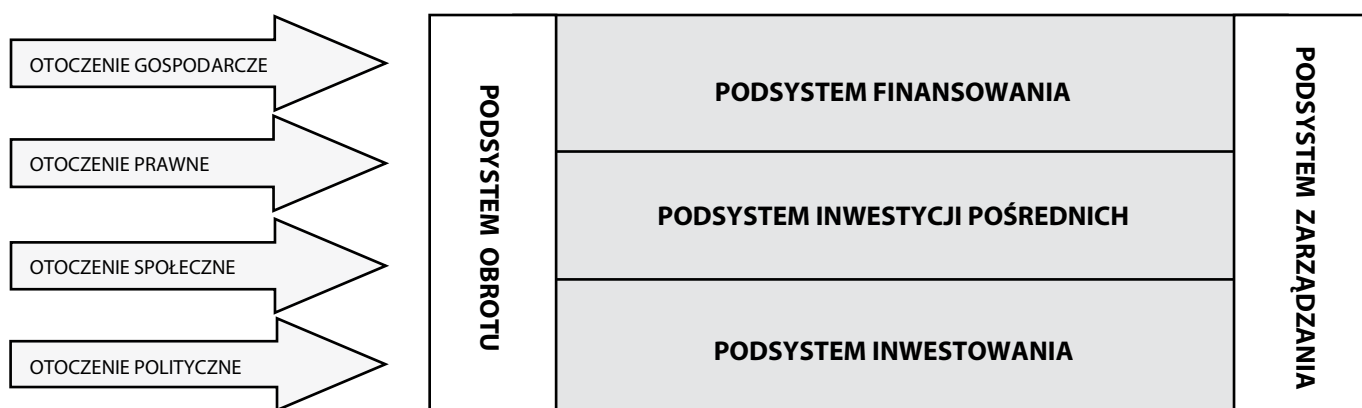 OTOCZENIE GOSPODARCZE
OTOCZENIE PRAWNE
OTOCZENIE SPOŁECZNE
OTOCZENIE POLITYCZNE
PODSYSTEM OBROTU
PODSYSTEM FINANSOWANIA
PODSYSTEM INWESTYCJI POŚREDNICH
PODSYSTEM INWESTOWANIA
PODSYSTEM ZARZĄDZANIA